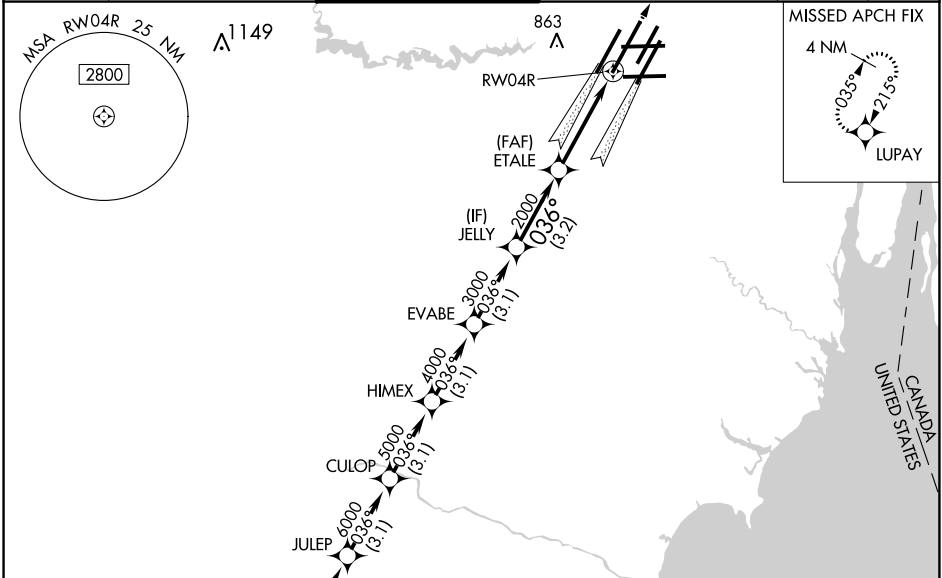 MSA RW04R 25 NM
2800
1149
863
RW04R
MISSED APCH FIX
4 NM
035°
215°
LUPAY
(FAF)
ETALE
2000
036°
(3.2)
(IF)
JELLY
3000
036°
(3.1)
EVABE
4000
036°
(3.1)
HIMEX
5000
036°
(3.1)
CULOP
6000
036°
(3.1)
JULEP
CANADA
UNITED STATES